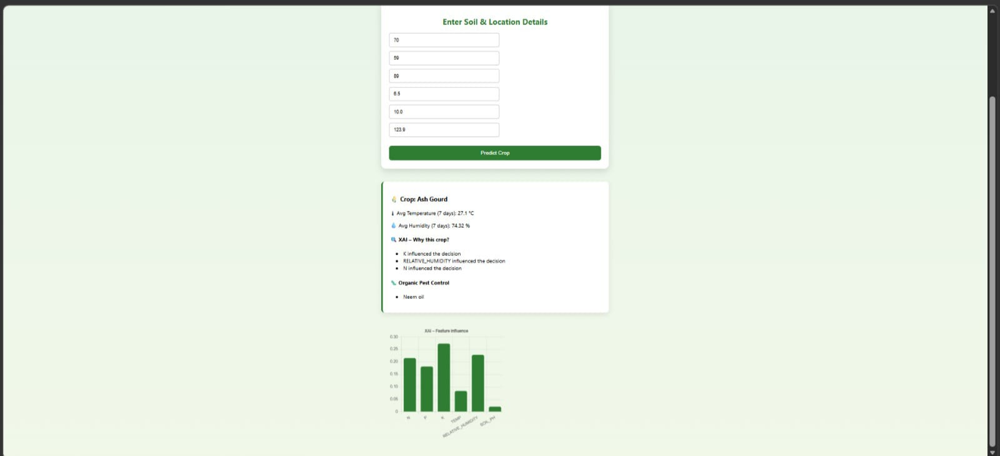 Enter Soil & Location Details
70
59
89
6.5
10.0
123.9
Predict Crop
Crop: Ash Gourd
Avg Temperature (7 days): 27.1 °C
Avg Humidity (7 days): 74.32 %
XAI – Why this crop?
• K influenced the decision
• RELATIVE_HUMIDITY influenced the decision
• N influenced the decision
Organic Pest Control
• Neem oil
XAI – Feature Influence
0.30
0.25
0.20
0.15
0.10
0.05
0
N P K TEMP RELATIVE_HUMIDITY SOIL_PH